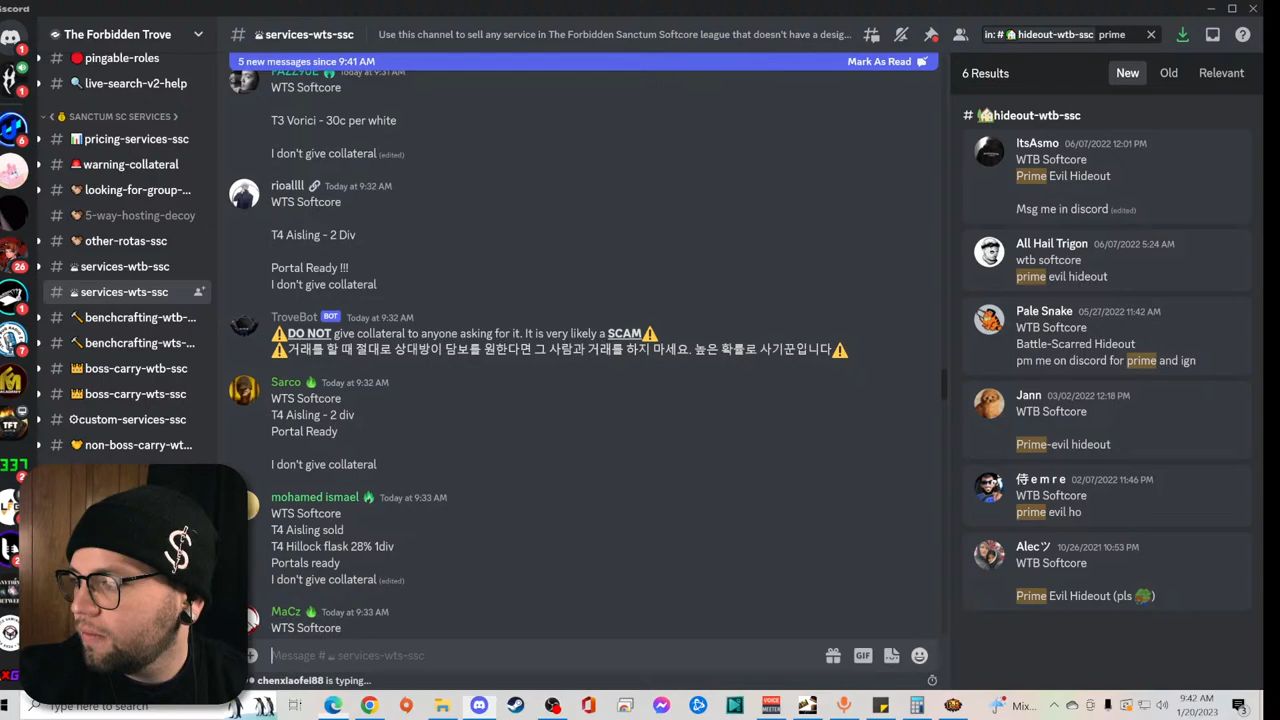 Discord
The Forbidden Trove
pingable-roles
live-search-v2-help
SANCTUM SC SERVICES
pricing-services-ssc
warning-collateral
looking-for-group-...
5-way-hosting-decoy
other-rotas-ssc
services-wtb-ssc
services-wts-ssc
benchcrafting-wtb-...
benchcrafting-wts-...
boss-carry-wtb-ssc
boss-carry-wts-ssc
custom-services-ssc
non-boss-carry-wt...
services-wts-ssc
Use this channel to sell any service in The Forbidden Sanctum Softcore league that doesn't have a desig...
5 new messages since 9:41 AM
Mark As Read
Today at 9:31 AM
WTS Softcore
T3 Vorici - 30c per white
I don't give collateral (edited)
rioallll Today at 9:32 AM
WTS Softcore
T4 Aisling - 2 Div
Portal Ready !!!
I don't give collateral
TroveBot BOT Today at 9:32 AM
⚠️DO NOT give collateral to anyone asking for it. It is very likely a SCAM⚠️
⚠️거래를 할 때 절대로 상대방이 담보를 원한다면 그 사람과 거래를 하지 마세요. 높은 확률로 사기꾼입니다⚠️
Sarco Today at 9:32 AM
WTS Softcore
T4 Aisling - 2 div
Portal Ready
I don't give collateral
mohamed ismael Today at 9:33 AM
WTS Softcore
T4 Aisling sold
T4 Hillock flask 28% 1div
Portals ready
I don't give collateral (edited)
MaCz Today at 9:33 AM
WTS Softcore
Message # services-wts-ssc
GIF
chenxiaofei88 is typing...
in: # hideout-wtb-ssc prime
6 Results
New
Old
Relevant
# hideout-wtb-ssc
ItsAsmo 06/07/2022 12:01 PM
WTB Softcore
Prime Evil Hideout
Msg me in discord (edited)
All Hail Trigon 06/07/2022 5:24 AM
wtb softcore
prime evil hideout
Pale Snake 05/27/2022 11:42 AM
WTB Softcore
Battle-Scarred Hideout
pm me on discord for prime and ign
Jann 03/02/2022 12:18 PM
WTB Softcore
Prime-evil hideout
侍 e m r e 02/07/2022 11:46 PM
WTB Softcore
prime evil ho
Alecツ 10/26/2021 10:53 PM
WTB Softcore
Prime Evil Hideout (pls )
Type here to search
Mix...
9:42 AM
1/20/2023